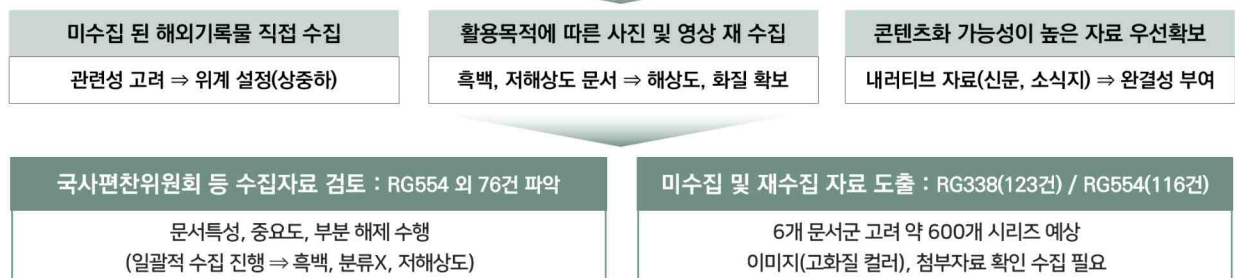 미수집 된 해외기록물 직접 수집
관련성 고려 ⇒ 위계 설정(상중하)
활용목적에 따른 사진 및 영상 재 수집
흑백, 저해상도 문서 ⇒ 해상도, 화질 확보
콘텐츠화 가능성이 높은 자료 우선확보
내러티브 자료(신문, 소식지) ⇒ 완결성 부여
국사편찬위원회 등 수집자료 검토 : RG554 외 76건 파악
문서특성, 중요도, 부분 해제 수행
(일괄적 수집 진행 ⇒ 흑백, 분류X, 저해상도)
미수집 및 재수집 자료 도출 : RG338(123건) / RG554(116건)
6개 문서군 고려 약 600개 시리즈 예상
이미지(고화질 컬러), 첨부자료 확인 수집 필요